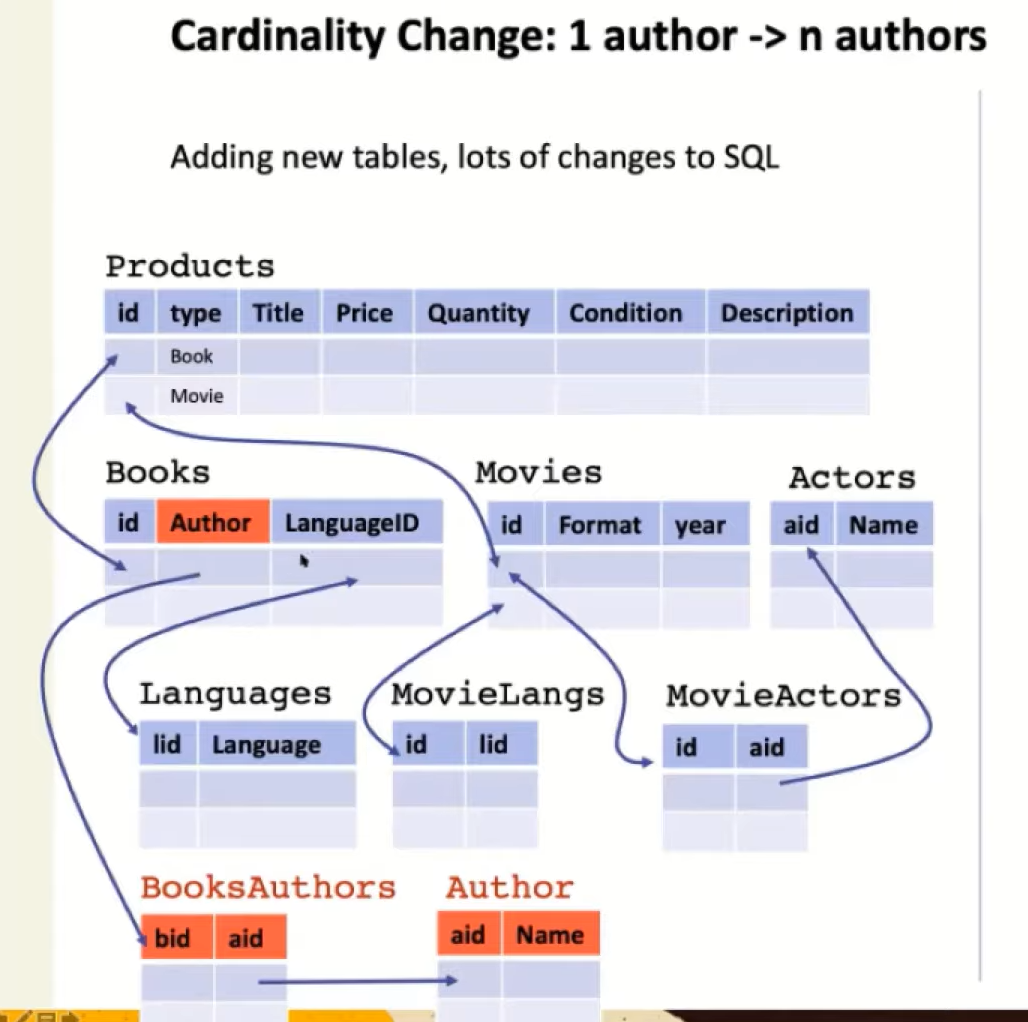 Cardinality Change: 1 author -> n authors
Adding new tables, lots of changes to SQL
Products
id type Title Price Quantity Condition Description
Book
Movie
Books
id Author LanguageID
Movies
id Format year
Actors
aid Name
Languages
lid Language
MovieLangs
id lid
MovieActors
id aid
BooksAuthors
bid aid
Author
aid Name